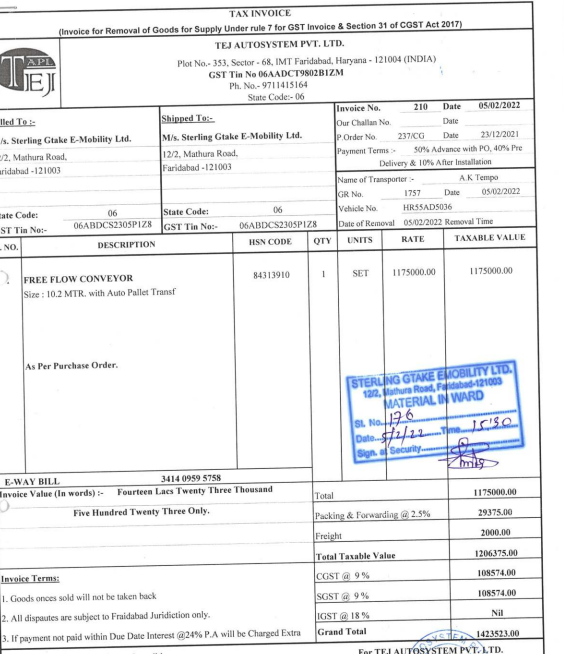 TAX INVOICE
(Invoice for Removal of Goods for Supply Under rule 7 for GST Invoice & Section 31 of CGST Act 2017)
TAPL
TEJ
TEJ AUTOSYSTEM PVT. LTD.
Plot No.- 353, Sector - 68, IMT Faridabad, Haryana - 121004 (INDIA)
GST Tin No 06AADCT9802B1ZM
Ph. No.- 9711415164
State Code:- 06
lled To :-
/s. Sterling Gtake E-Mobility Ltd.
2/2, Mathura Road,
aridabad -121003
tate Code: 06
ST Tin No:- 06ABDCS2305P1Z8
Shipped To:-
M/s. Sterling Gtake E-Mobility Ltd.
12/2, Mathura Road,
Faridabad -121003
State Code: 06
GST Tin No:- 06ABDCS2305P1Z8
Invoice No. 210 Date 05/02/2022
Our Challan No. Date
P.Order No. 237/CG Date 23/12/2021
Payment Terms :- 50% Advance with PO, 40% Pre
Delivery & 10% After Installation
Name of Transporter :- A.K Tempo
GR No. 1757 Date 05/02/2022
Vehicle No. HR55AD5036
Date of Removal 05/02/2022 Removal Time
. NO. DESCRIPTION HSN CODE QTY UNITS RATE TAXABLE VALUE
FREE FLOW CONVEYOR 84313910 1 SET 1175000.00 1175000.00
Size : 10.2 MTR. with Auto Pallet Transf
As Per Purchase Order.
STERLING GTAKE EMOBILITY LTD.
12/2, Mathura Road, Faridabad-121003
MATERIAL IN WARD
SL No. 176
Date 5/2/22 Time 15:30
Sign. at Security
E-WAY BILL 3414 0959 5758
Invoice Value (In words) :- Fourteen Lacs Twenty Three Thousand
Five Hundred Twenty Three Only.
Total 1175000.00
Packing & Forwarding @ 2.5% 29375.00
Freight 2000.00
Total Taxable Value 1206375.00
CGST @ 9 % 108574.00
SGST @ 9 % 108574.00
IGST @ 18 % Nil
Grand Total 1423523.00
Invoice Terms:
1. Goods onces sold will not be taken back
2. All dispautes are subject to Fraidabad Juridiction only.
3. If payment not paid within Due Date Interest @24% P.A will be Charged Extra
For TEJ AUTOSYSTEM PVT. LTD.